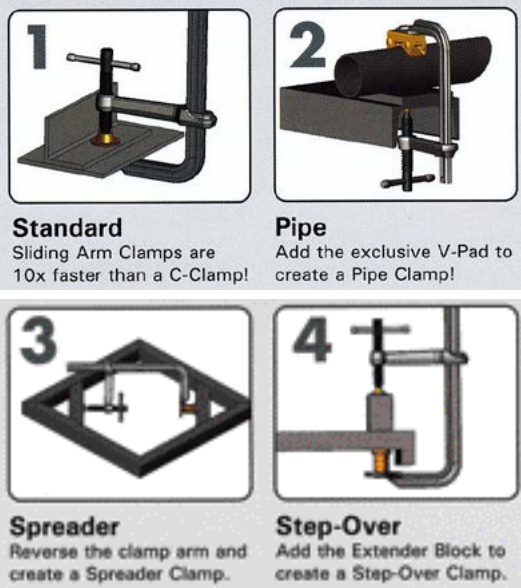 1
Standard
Sliding Arm Clamps are
10x faster than a C-Clamp!
2
Pipe
Add the exclusive V-Pad to
create a Pipe Clamp!
3
Spreader
Reverse the clamp arm and
create a Spreader Clamp.
4
Step-Over
Add the Extender Block to
create a Step-Over Clamp.